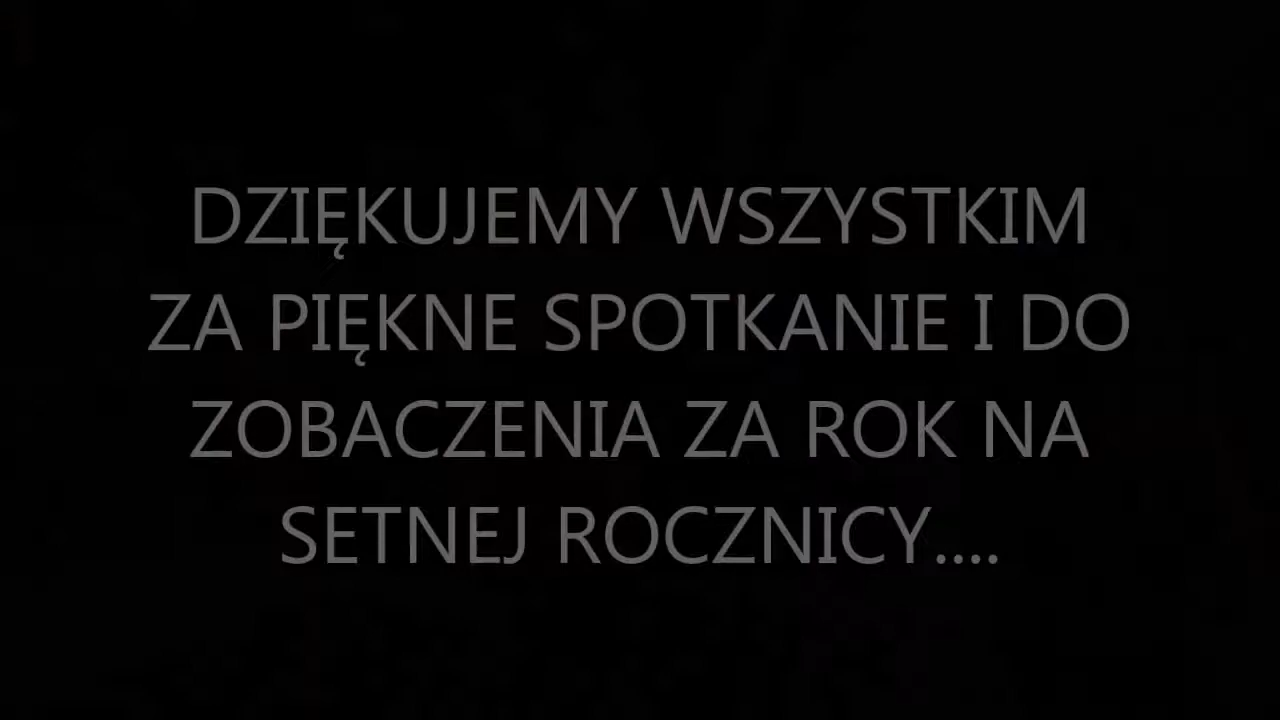 DZIĘKUJEMY WSZYSTKIM
ZA PIĘKNE SPOTKANIE I DO
ZOBACZENIA ZA ROK NA
SETNEJ ROCZNICY....